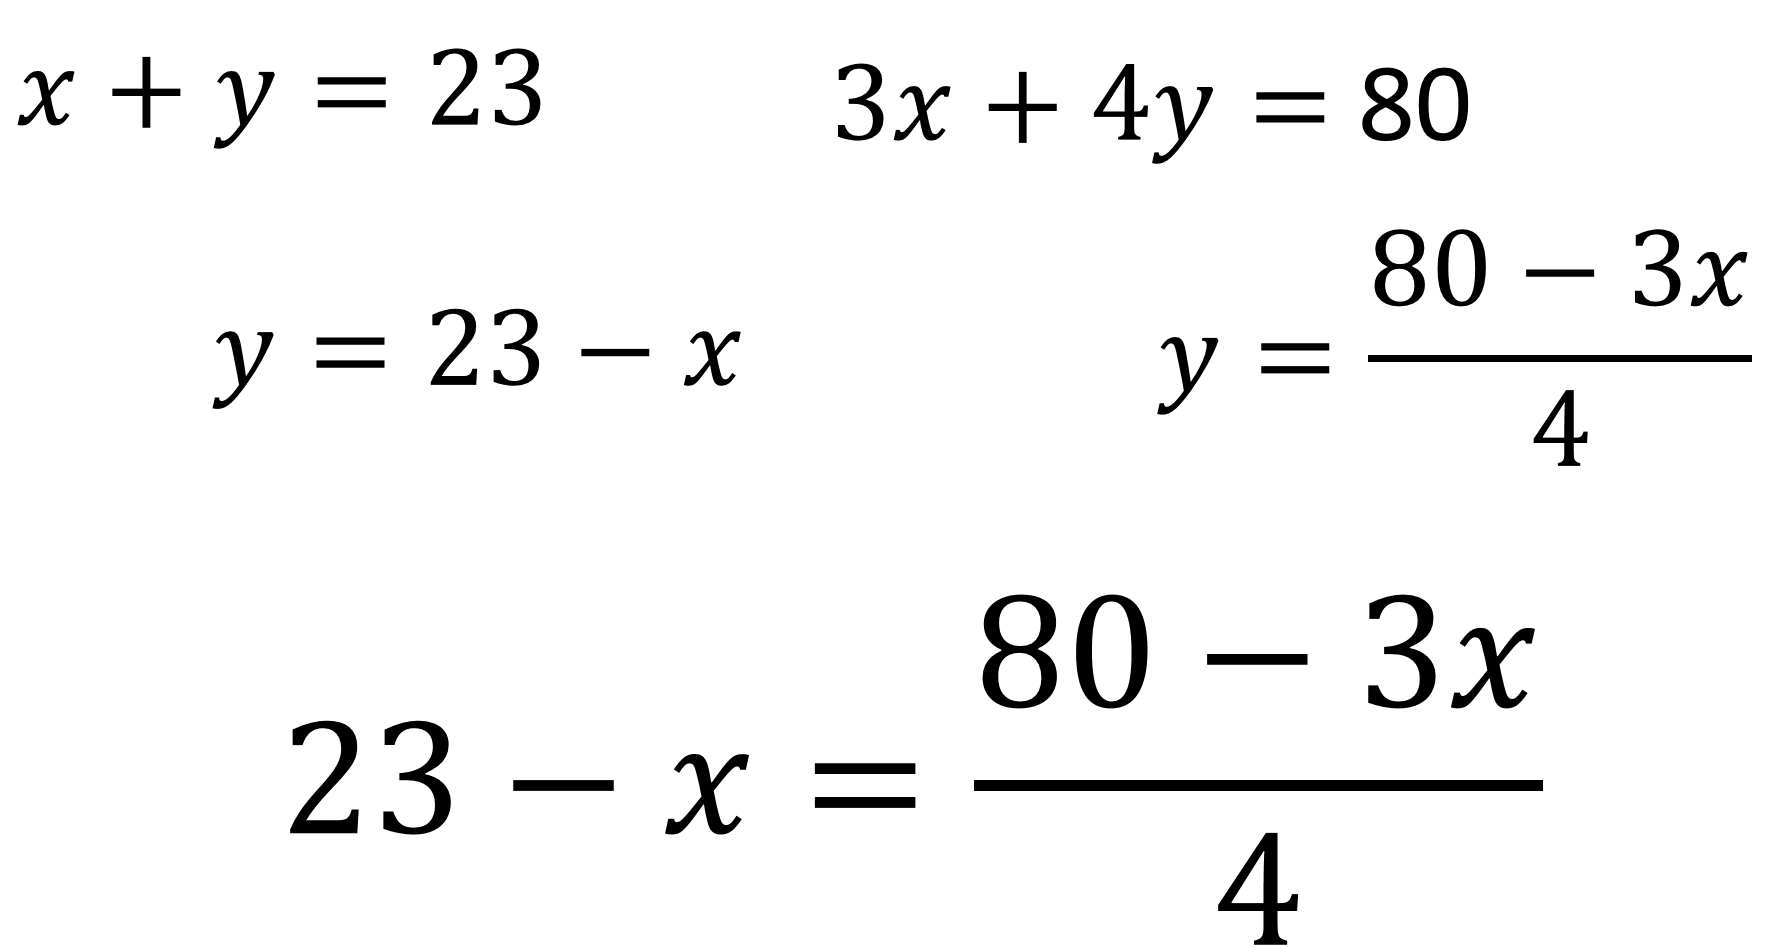 x + y = 23
3x + 4y = 80
y = 23 − x
y = (80 − 3x)/4
23 − x = (80 − 3x)/4